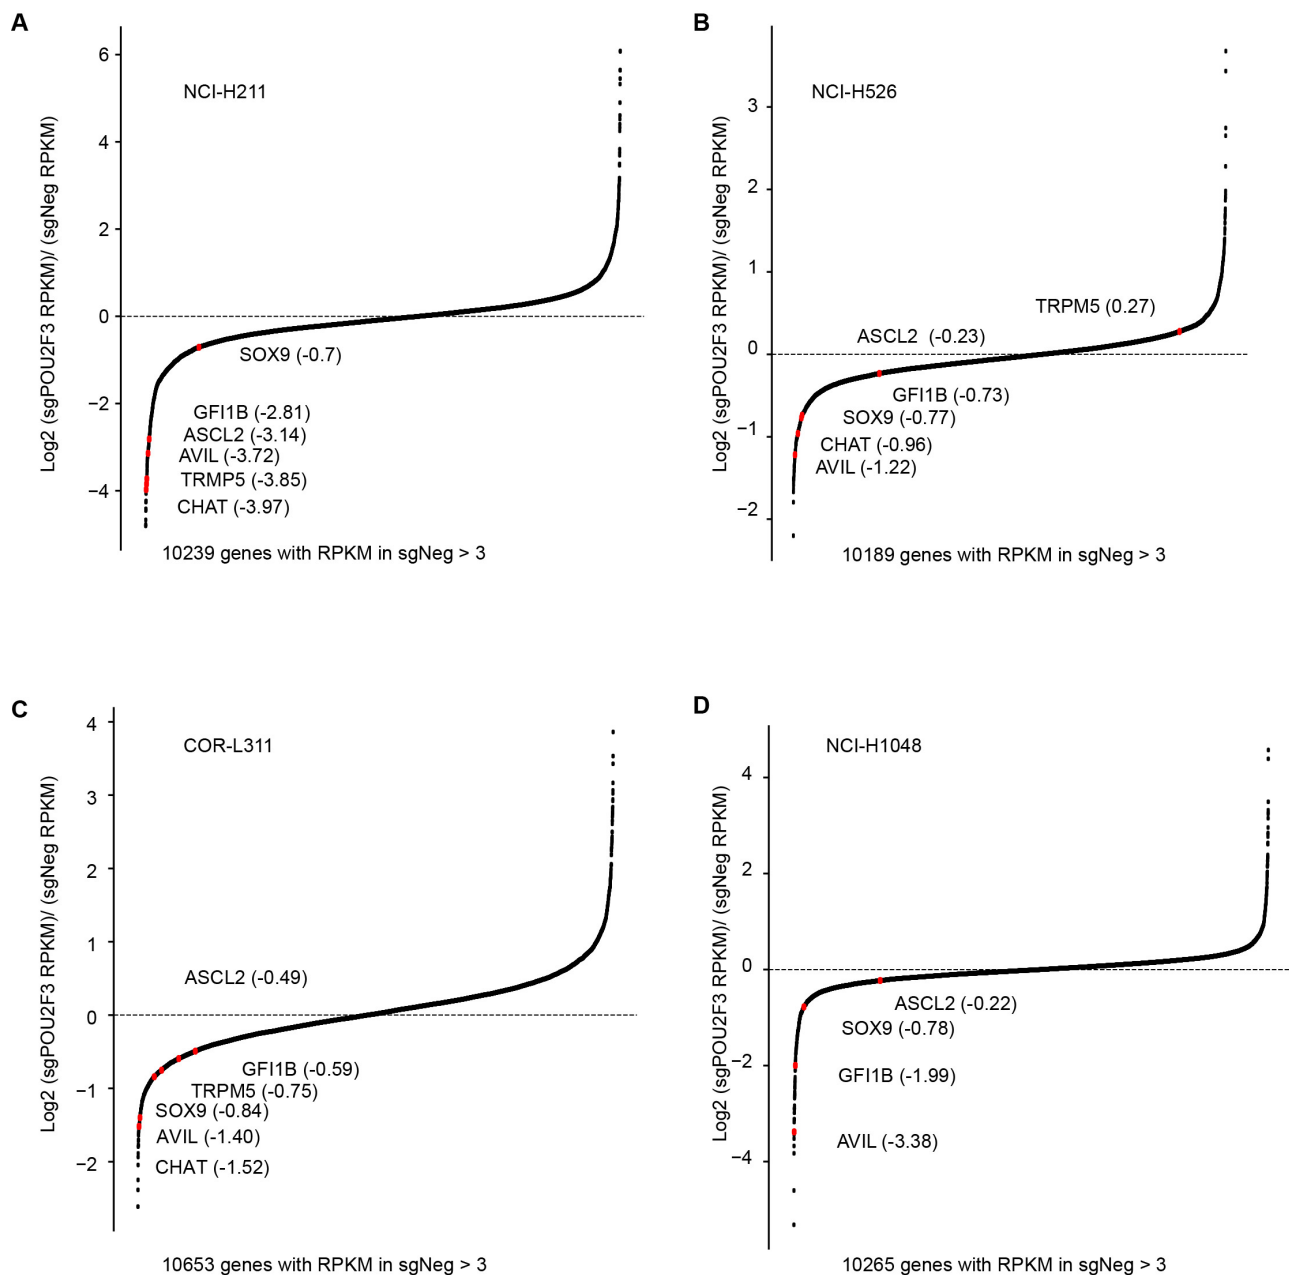 A
Log2 (sgPOU2F3 RPKM)/ (sgNeg RPKM)
6
4
2
0
−2
−4
NCI-H211
SOX9 (-0.7)
GFI1B (-2.81)
ASCL2 (-3.14)
AVIL (-3.72)
TRMP5 (-3.85)
CHAT (-3.97)
10239 genes with RPKM in sgNeg > 3
B
Log2 (sgPOU2F3 RPKM)/ (sgNeg RPKM)
3
2
1
0
−1
−2
NCI-H526
TRPM5 (0.27)
ASCL2 (-0.23)
GFI1B (-0.73)
SOX9 (-0.77)
CHAT (-0.96)
AVIL (-1.22)
10189 genes with RPKM in sgNeg > 3
C
Log2 (sgPOU2F3 RPKM)/ (sgNeg RPKM)
4
3
2
1
0
−1
−2
COR-L311
ASCL2 (-0.49)
GFI1B (-0.59)
TRPM5 (-0.75)
SOX9 (-0.84)
AVIL (-1.40)
CHAT (-1.52)
10653 genes with RPKM in sgNeg > 3
D
Log2 (sgPOU2F3 RPKM)/ (sgNeg RPKM)
4
2
0
−2
−4
NCI-H1048
ASCL2 (-0.22)
SOX9 (-0.78)
GFI1B (-1.99)
AVIL (-3.38)
10265 genes with RPKM in sgNeg > 3